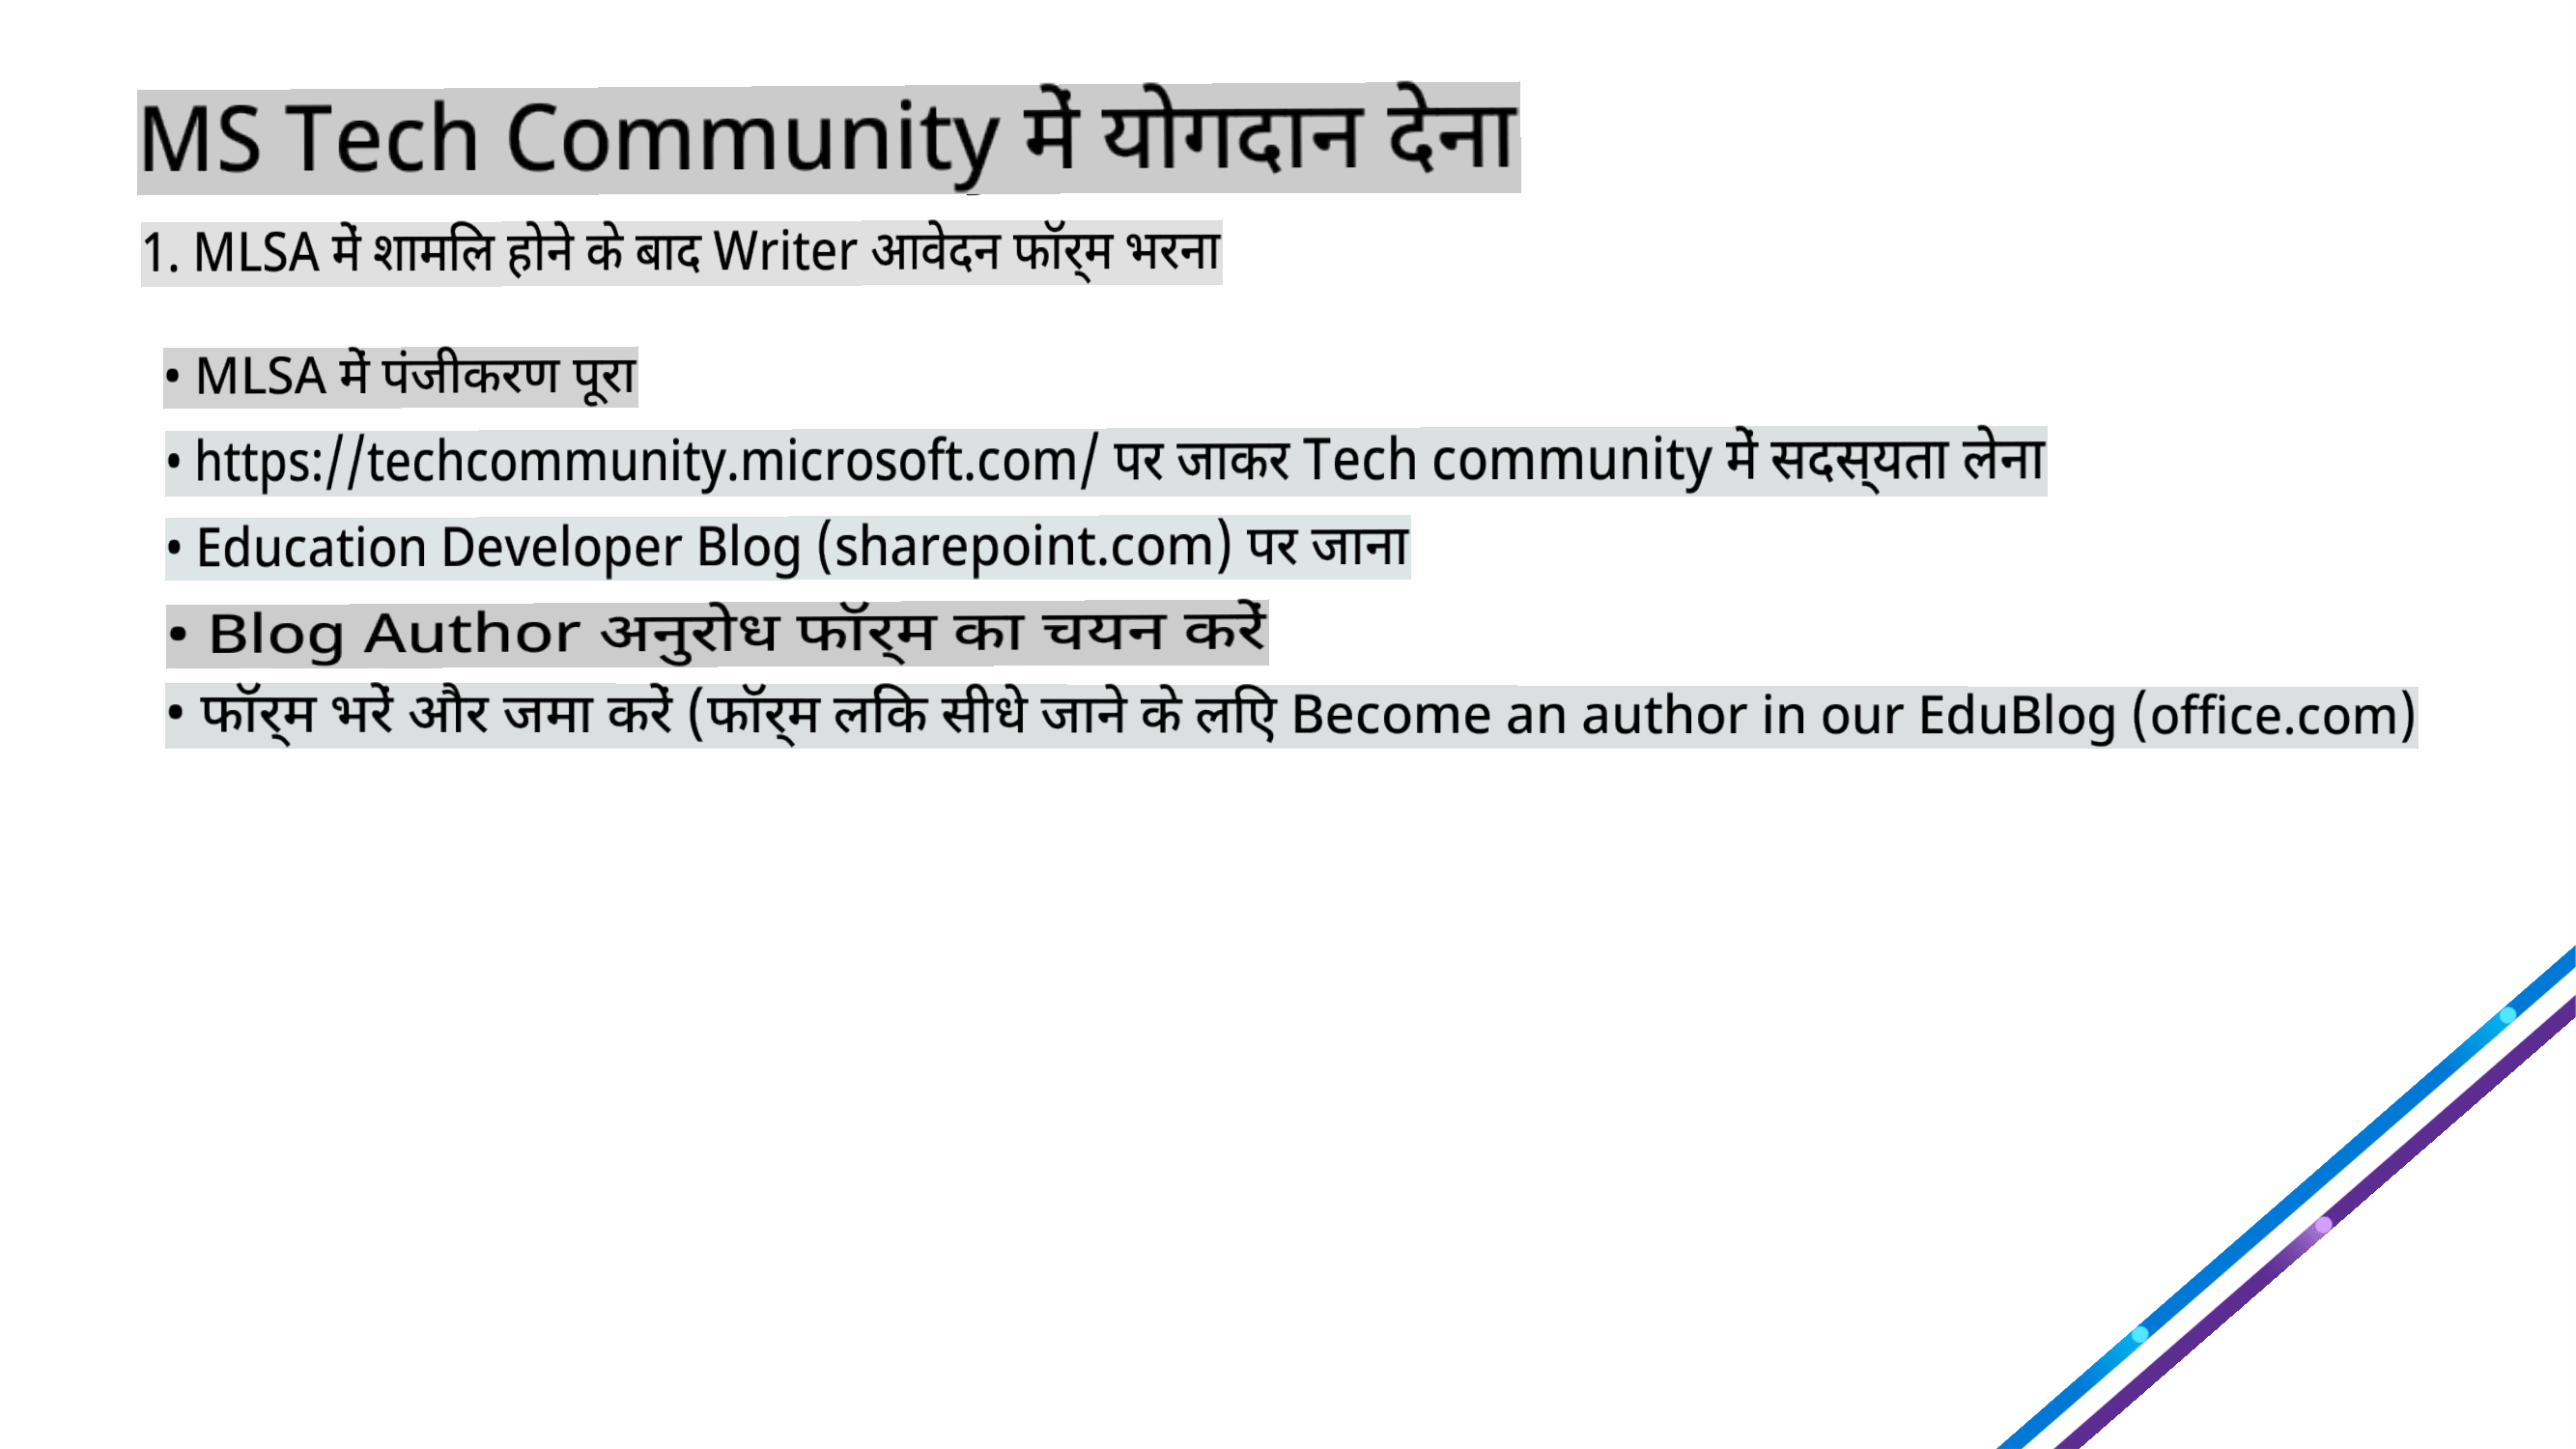 MS Tech Community में योगदान देना
1. MLSA में शामिल होने के बाद Writer आवेदन फॉर्म भरना
• MLSA में पंजीकरण पूरा
• https://techcommunity.microsoft.com/ पर जाकर Tech community में सदस्यता लेना
• Education Developer Blog (sharepoint.com) पर जाना
• Blog Author अनुरोध फॉर्म का चयन करें
• फॉर्म भरें और जमा करें (फॉर्म लिंक सीधे जाने के लिए Become an author in our EduBlog (office.com)